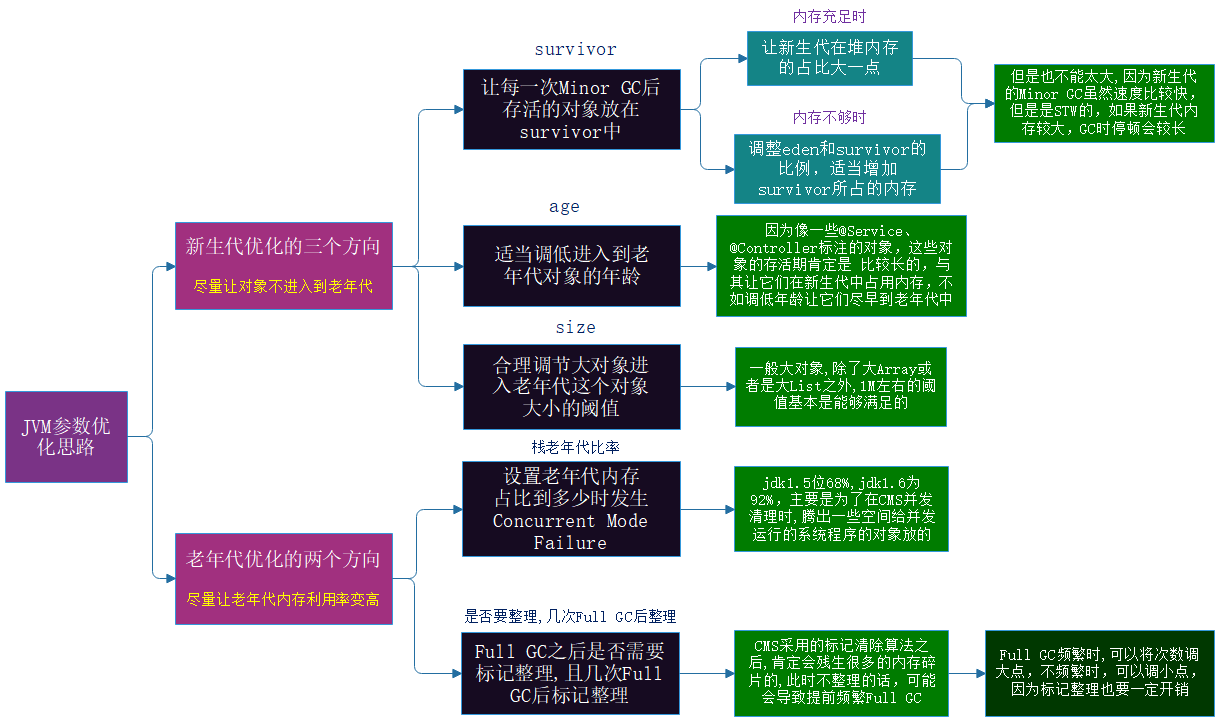 JVM参数优
化思路
新生代优化的三个方向
尽量让对象不进入到老年代
survivor
让每一次Minor GC后
存活的对象放在
survivor中
内存充足时
让新生代在堆内存
的占比大一点
内存不够时
调整eden和survivor的
比例，适当增加
survivor所占的内存
但是也不能太大,因为新生代
的Minor GC虽然速度比较快，
但是是STW的，如果新生代内
存较大，GC时停顿会较长
age
适当调低进入到老
年代对象的年龄
因为像一些@Service、
@Controller标注的对象，这些对
象的存活期肯定是 比较长的，与
其让它们在新生代中占用内存，不
如调低年龄让它们尽早到老年代中
size
合理调节大对象进
入老年代这个对象
大小的阈值
一般大对象,除了大Array或
者是大List之外,1M左右的阈
值基本是能够满足的
老年代优化的两个方向
尽量让老年代内存利用率变高
栈老年代比率
设置老年代内存
占比到多少时发生
Concurrent Mode
Failure
jdk1.5位68%,jdk1.6为
92%，主要是为了在CMS并发
清理时,腾出一些空间给并发
运行的系统程序的对象放的
是否要整理,几次Full GC后整理
Full GC之后是否需要
标记整理,且几次Full
GC后标记整理
CMS采用的标记清除算法之
后,肯定会残生很多的内存碎
片的,此时不整理的话，可能
会导致提前频繁Full GC
Full GC频繁时,可以将次数调
大点，不频繁时，可以调小点，
因为标记整理也要一定开销